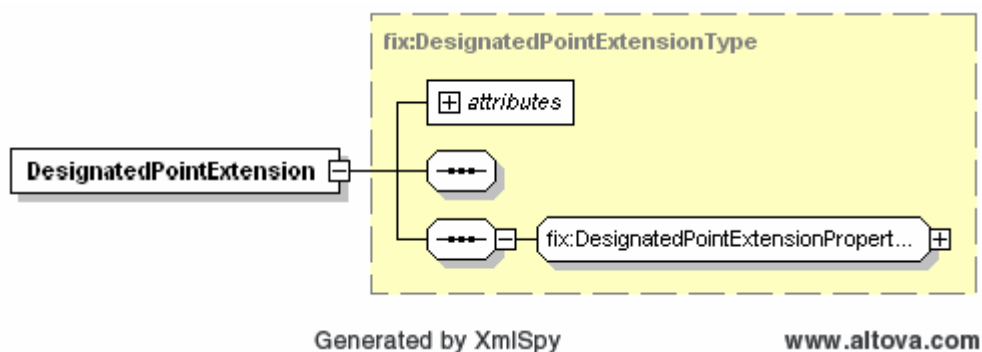 fix:DesignatedPointExtensionType
attributes
DesignatedPointExtension
fix:DesignatedPointExtensionPropert...
Generated by XmlSpy www.altova.com